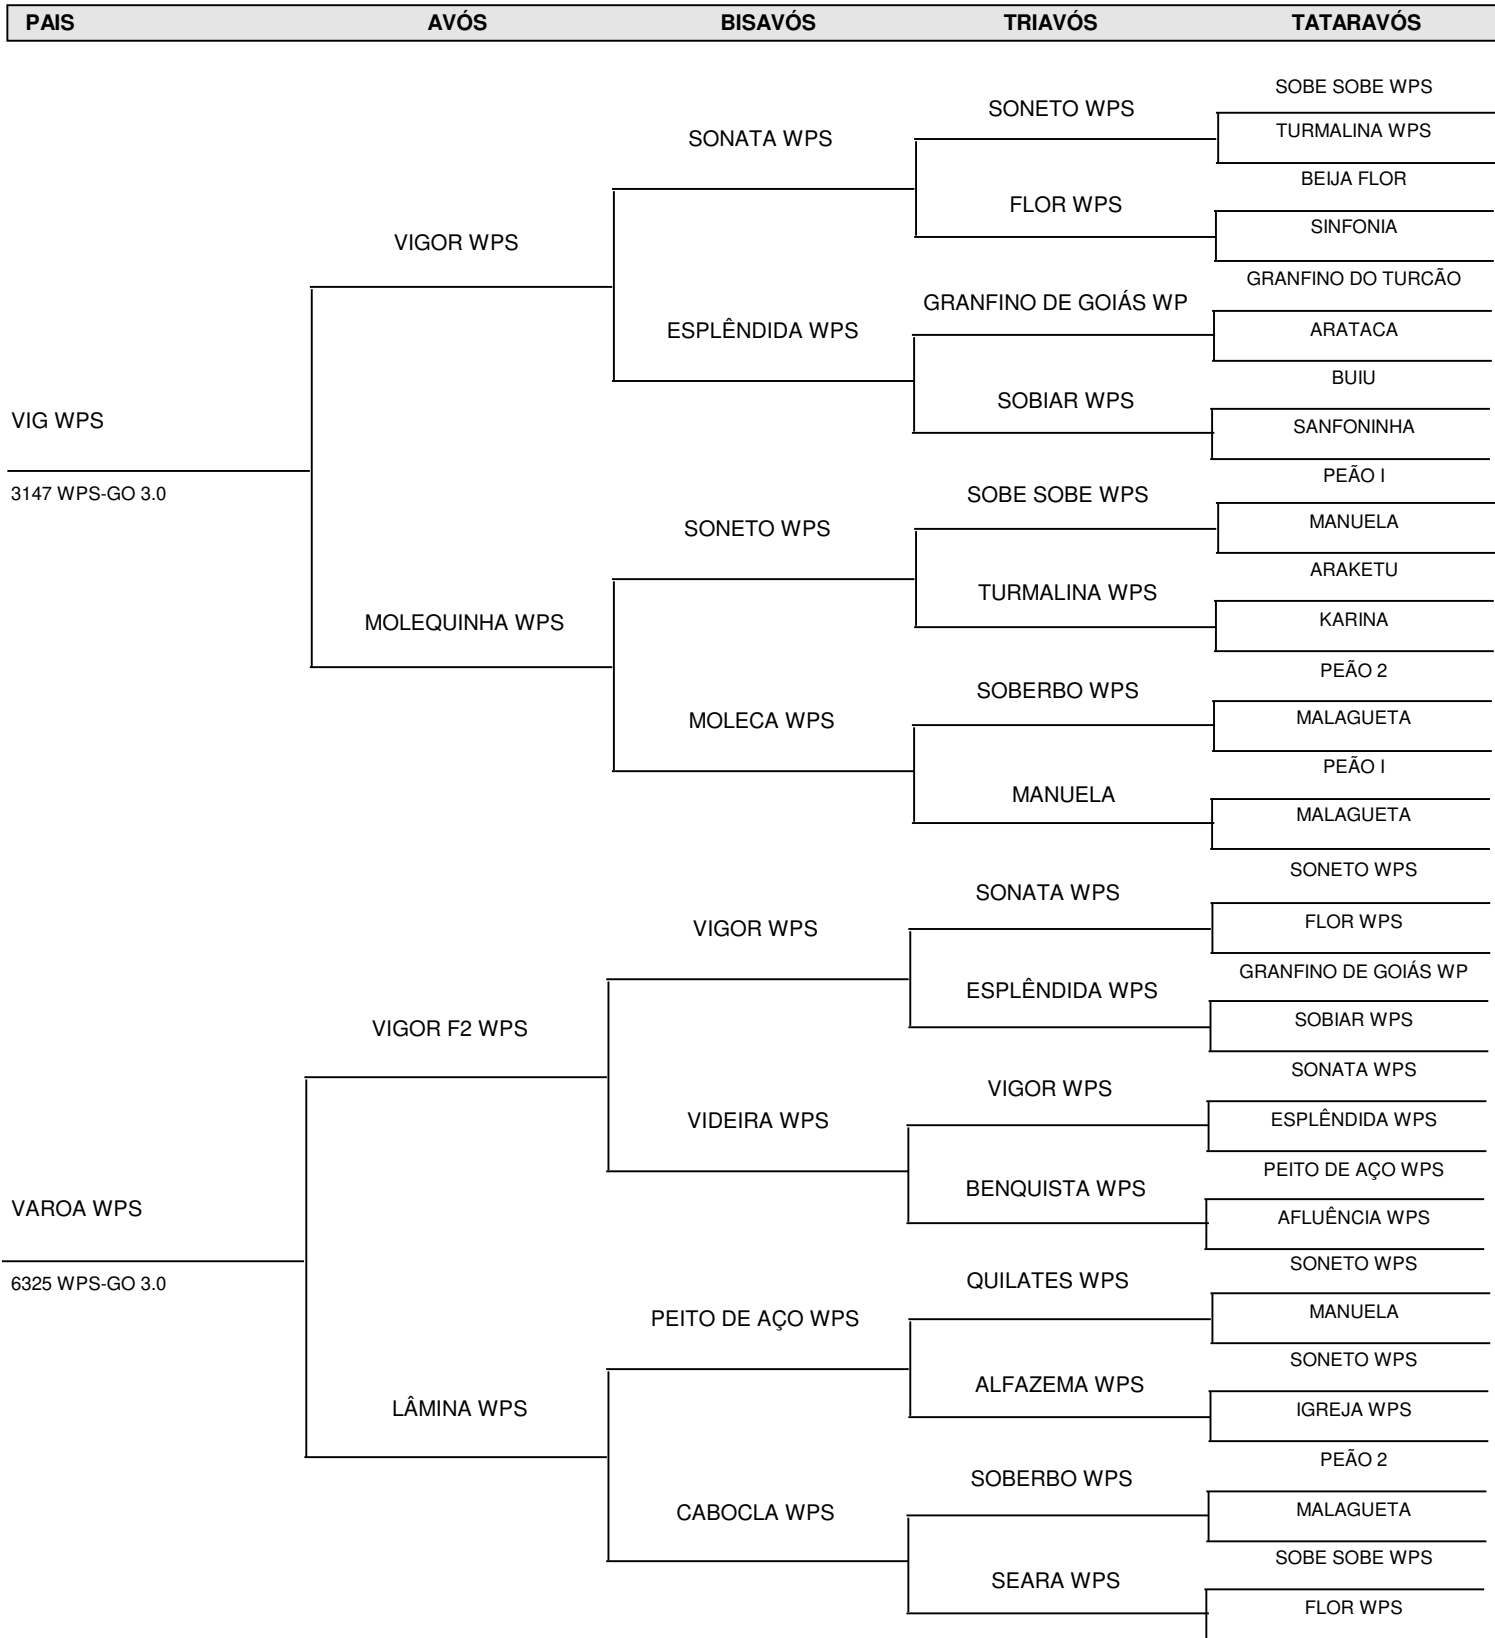 PAIS AVÓS BISAVÓS TRIAVÓS TATARAVÓS
SOBE SOBE WPS
SONETO WPS
TURMALINA WPS
SONATA WPS
BEIJA FLOR
FLOR WPS
SINFONIA
VIGOR WPS
GRANFINO DO TURCÃO
GRANFINO DE GOIÁS WP
ARATACA
ESPLÊNDIDA WPS
BUIU
SOBIAR WPS
SANFONINHA
VIG WPS
3147 WPS-GO 3.0
PEÃO I
SOBE SOBE WPS
MANUELA
SONETO WPS
ARAKETU
TURMALINA WPS
KARINA
MOLEQUINHA WPS
PEÃO 2
SOBERBO WPS
MALAGUETA
MOLECA WPS
PEÃO I
MANUELA
MALAGUETA
SONETO WPS
SONATA WPS
FLOR WPS
VIGOR WPS
GRANFINO DE GOIÁS WP
ESPLÊNDIDA WPS
SOBIAR WPS
VIGOR F2 WPS
SONATA WPS
VIGOR WPS
ESPLÊNDIDA WPS
VIDEIRA WPS
PEITO DE AÇO WPS
BENQUISTA WPS
AFLUÊNCIA WPS
VAROA WPS
6325 WPS-GO 3.0
SONETO WPS
QUILATES WPS
MANUELA
PEITO DE AÇO WPS
SONETO WPS
ALFAZEMA WPS
IGREJA WPS
LÂMINA WPS
PEÃO 2
SOBERBO WPS
MALAGUETA
CABOCLA WPS
SOBE SOBE WPS
SEARA WPS
FLOR WPS